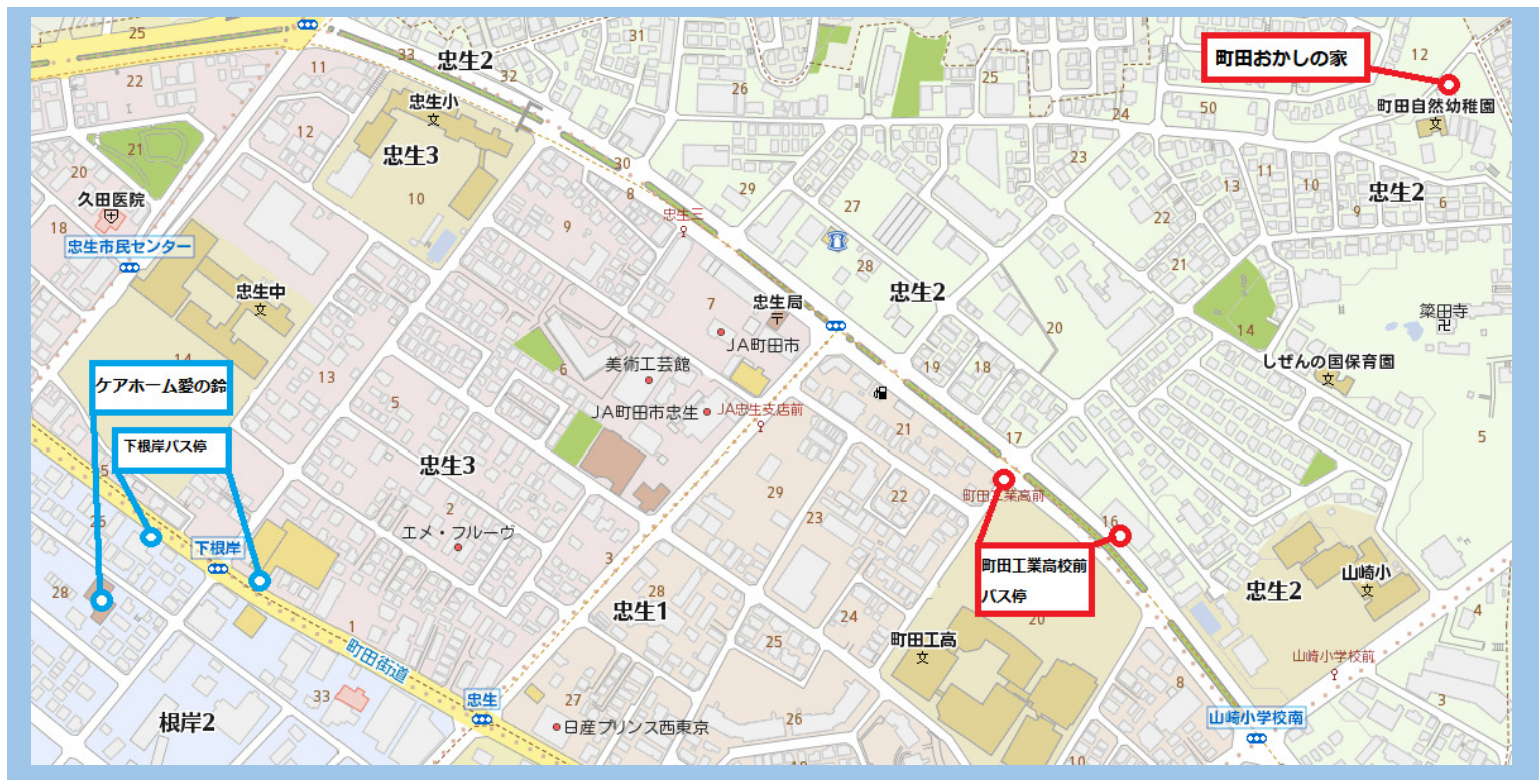 25
33
忠生2
31
町田おかしの家
12
22
11
32
忠生小
26
25
24
50
町田自然幼稚園
21
12
忠生3
30
23
20
久田医院
10
8
29
27
22
13
11
10
9
忠生2
6
18
忠生市民センター
9
忠生三
28
21
忠生中
7
忠生局
忠生2
20
14
簗田寺
JA町田市
14
13
美術工芸館
6
19
18
しぜんの国保育園
ケアホーム愛の鈴
5
JA町田市忠生
JA忠生支店前
21
17
5
下根岸バス停
忠生3
29
22
町田工業高前
16
2
エメ・フルーヴ
23
26
下根岸
3
町田工業高校前
バス停
山崎小
28
28
忠生1
24
20
忠生2
4
1
町田街道
25
町田工高
山崎小学校前
8
33
忠生
27
3
根岸2
日産プリンス西東京
26
山崎小学校南
10